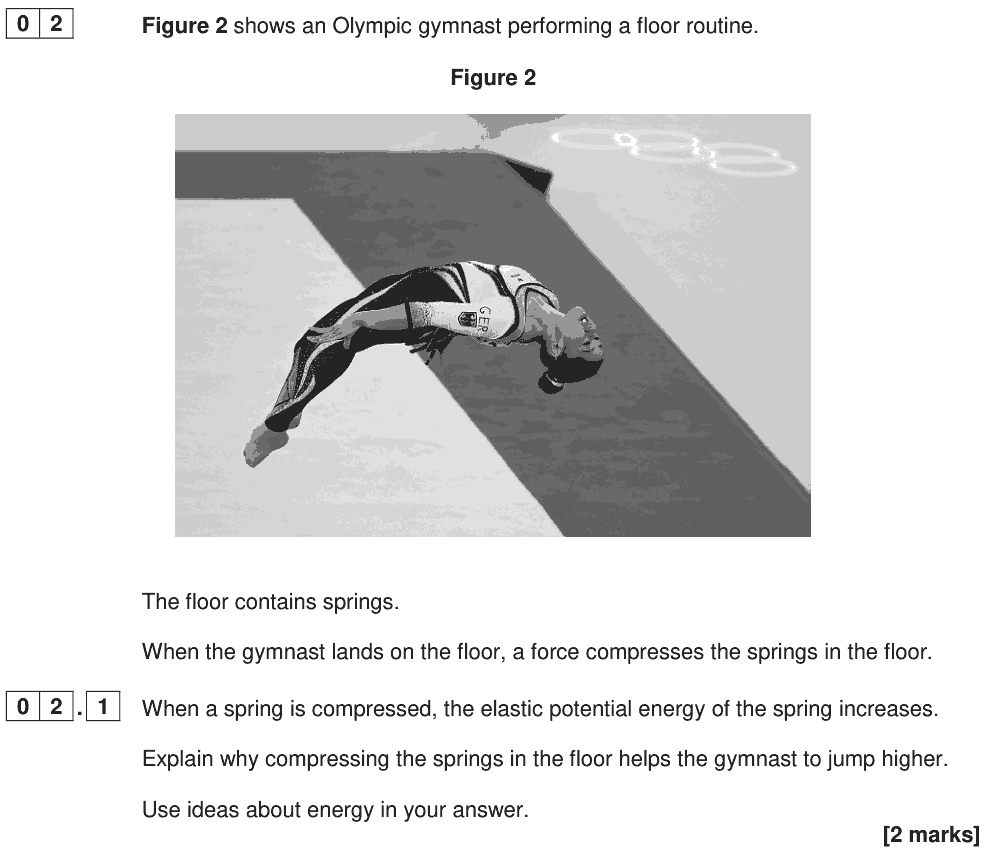 0 2 Figure 2 shows an Olympic gymnast performing a floor routine.
Figure 2
GER
The floor contains springs.
When the gymnast lands on the floor, a force compresses the springs in the floor.
0 2 . 1 When a spring is compressed, the elastic potential energy of the spring increases.
Explain why compressing the springs in the floor helps the gymnast to jump higher.
Use ideas about energy in your answer.
[2 marks]